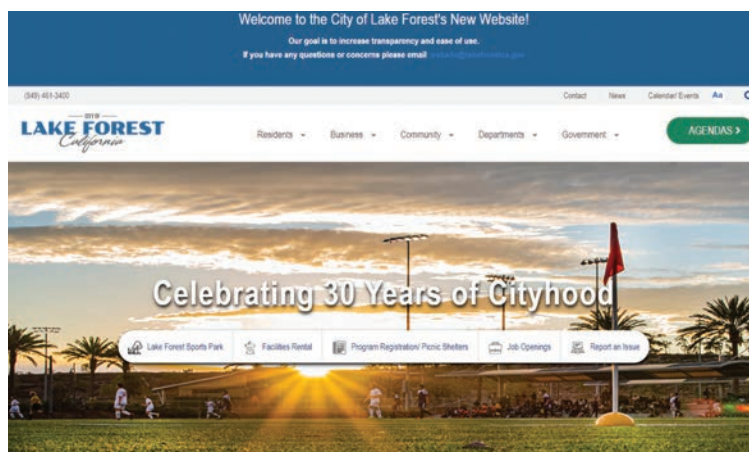 Welcome to the City of Lake Forest's New Website!
Our goal is to increase transparency and ease of use.
If you have any questions or concerns please email
(949) 461-3400
Contact News Calendar/ Events Aa
CITY OF
LAKE FOREST
California
Residents Business Community Departments Government
AGENDAS
Celebrating 30 Years of Cityhood
Lake Forest Sports Park Facilities Rental Program Registration/ Picnic Shelters Job Openings Report an Issue